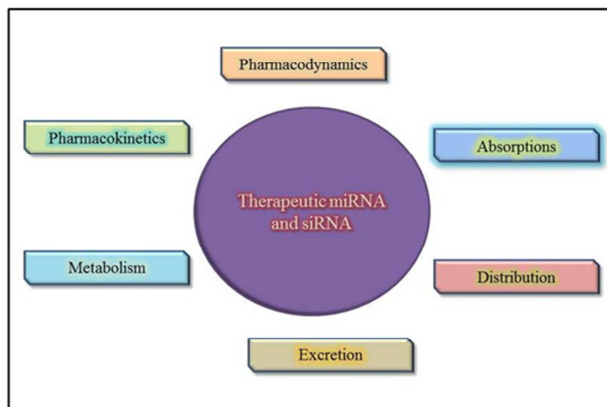 Pharmacodynamics
Pharmacokinetics
Absorptions
Therapeutic miRNA
and siRNA
Metabolism
Distribution
Excretion